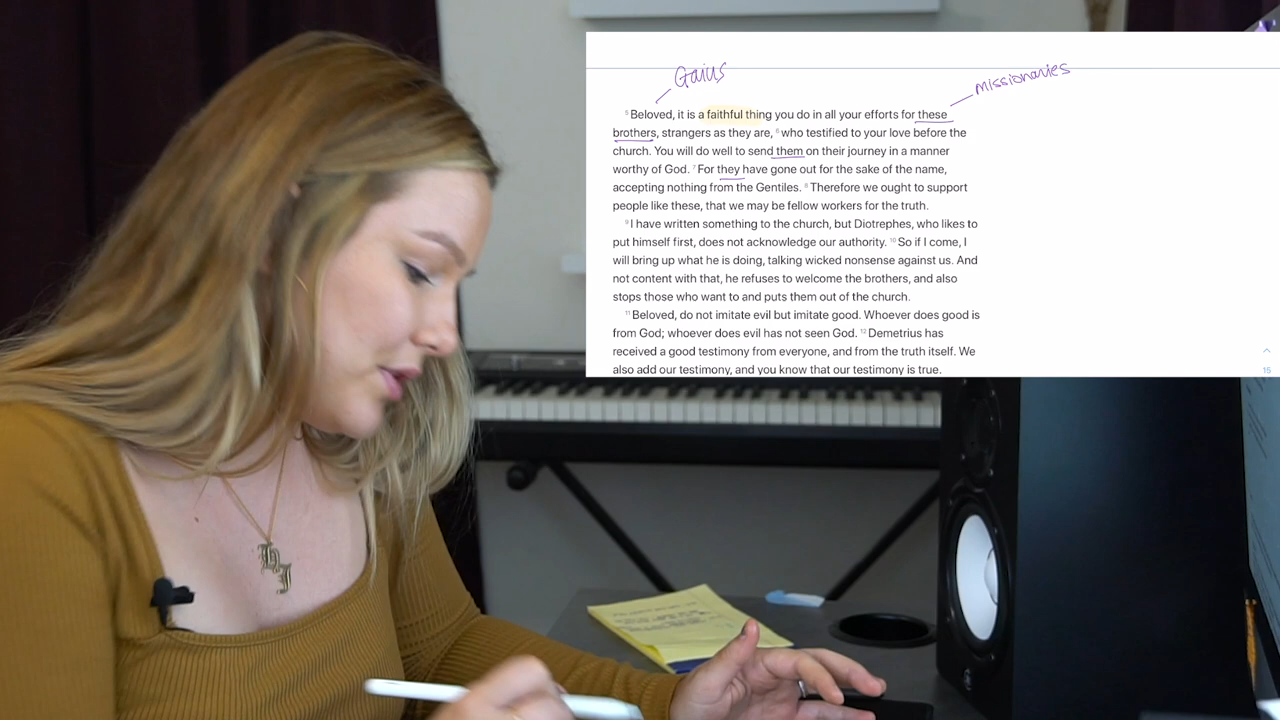 Gaius
missionaries
5 Beloved, it is a faithful thing you do in all your efforts for these
brothers, strangers as they are, 6 who testified to your love before the
church. You will do well to send them on their journey in a manner
worthy of God. 7 For they have gone out for the sake of the name,
accepting nothing from the Gentiles. 8 Therefore we ought to support
people like these, that we may be fellow workers for the truth.
9 I have written something to the church, but Diotrephes, who likes to
put himself first, does not acknowledge our authority. 10 So if I come, I
will bring up what he is doing, talking wicked nonsense against us. And
not content with that, he refuses to welcome the brothers, and also
stops those who want to and puts them out of the church.
11 Beloved, do not imitate evil but imitate good. Whoever does good is
from God; whoever does evil has not seen God. 12 Demetrius has
received a good testimony from everyone, and from the truth itself. We
also add our testimony, and you know that our testimony is true.
15